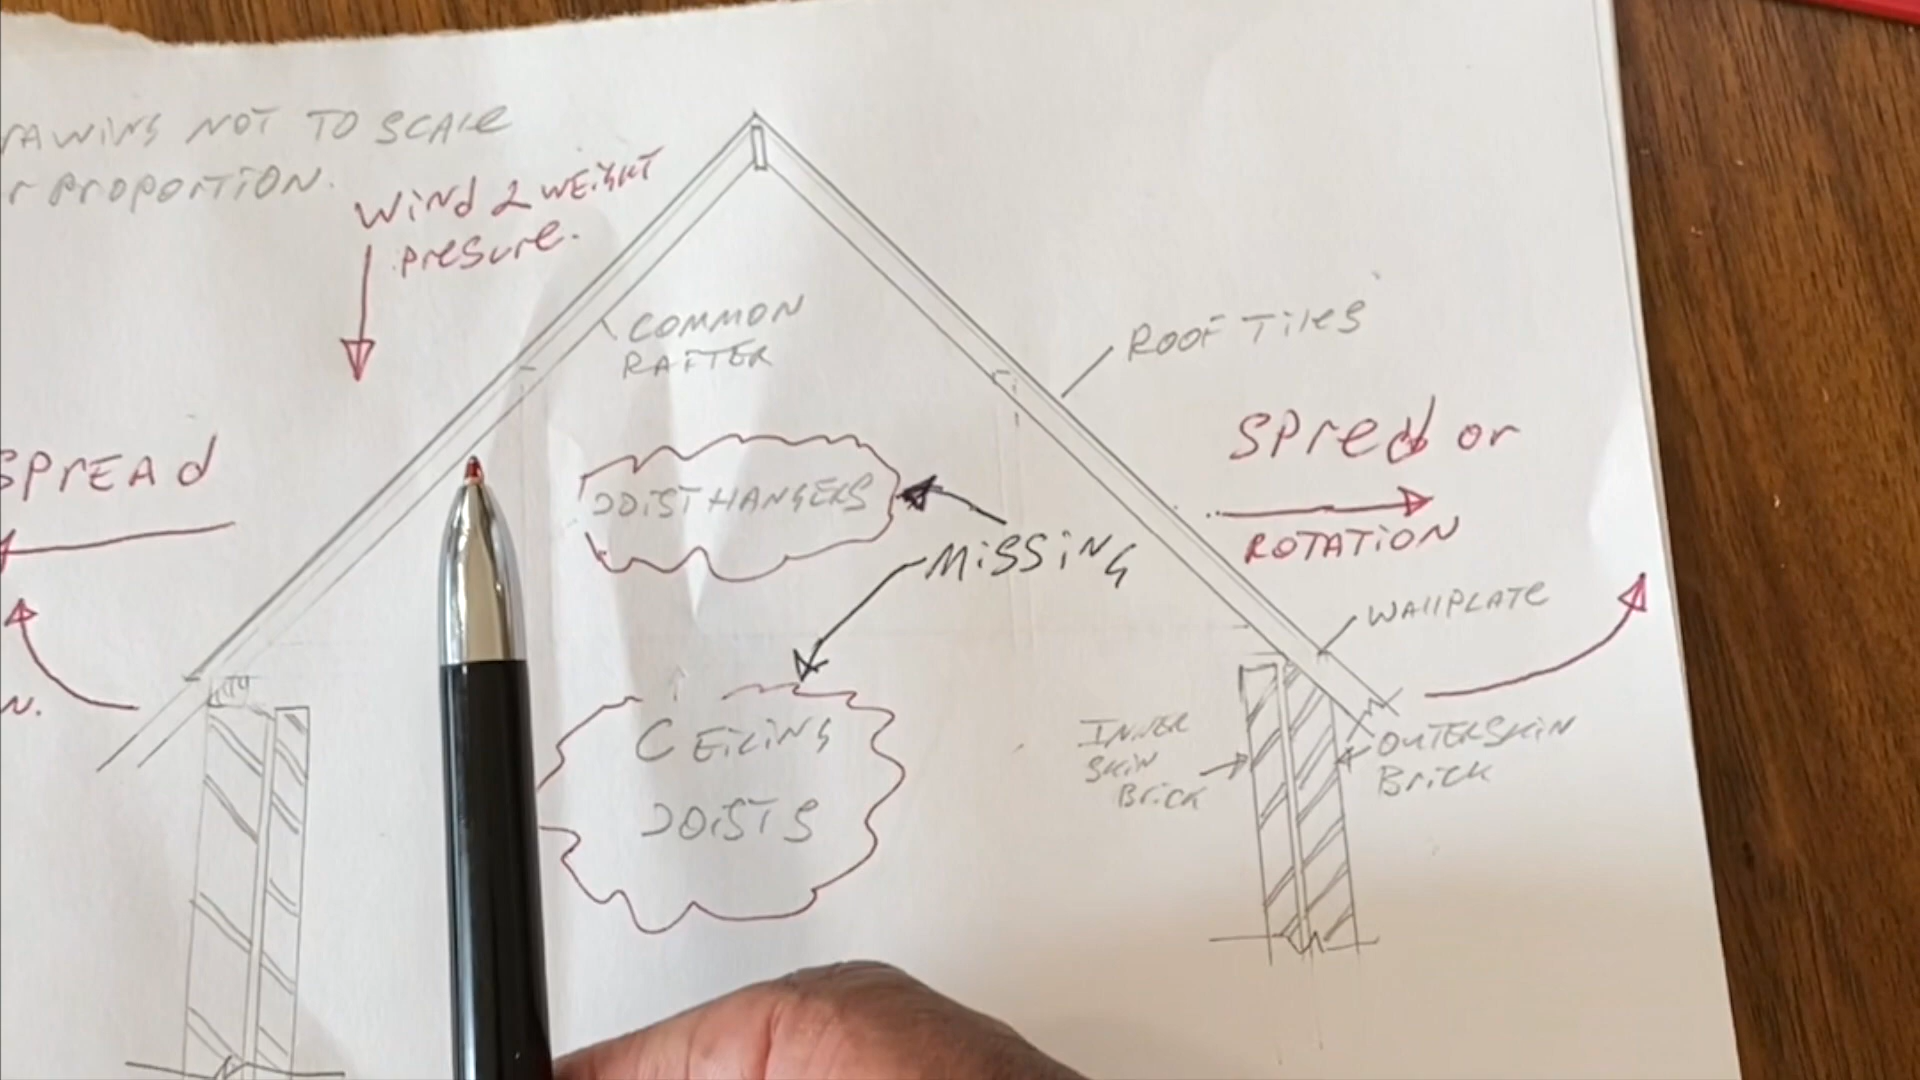 RAWING NOT TO SCALE
r PROPORTION.
WiNd & WEiGHT
PreSure.
COMMON
RAFTER
ROOF TilES
SPREAd
SPred or
ROTATiON
JOiST HANGERS
MiSSiNG
WAllPLATE
N.
CEiLiNG
JOiSTS
INNER
SKiN
BriCK
OUTERSKiN
BriCK